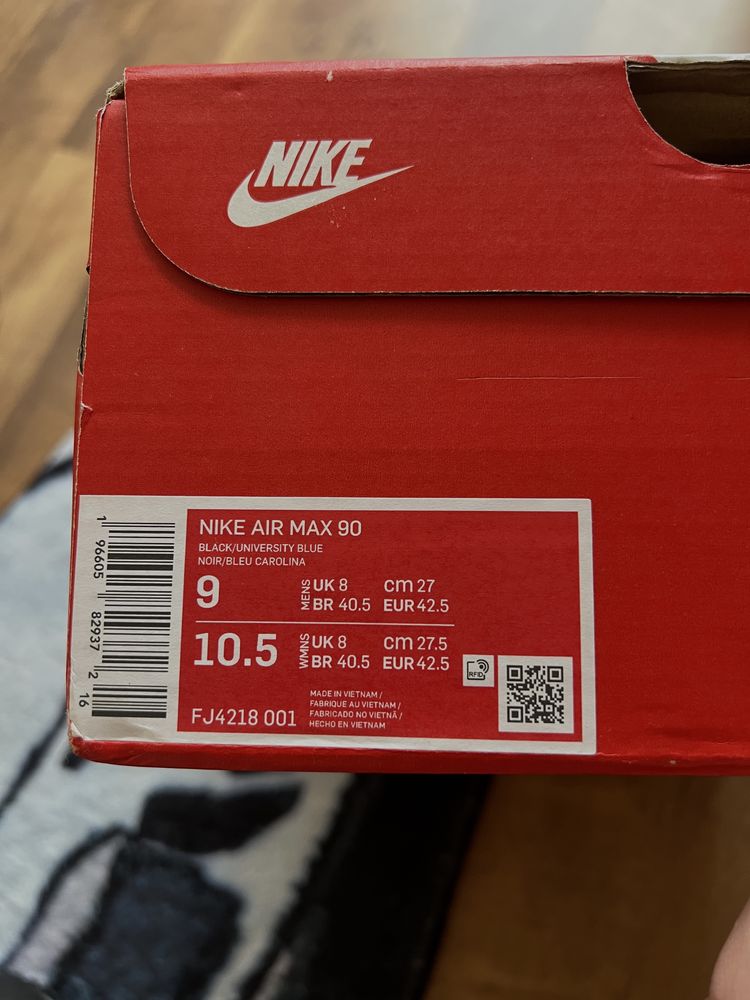 NIKE
NIKE AIR MAX 90
BLACK/UNIVERSITY BLUE
NOIR/BLEU CAROLINA
9 MENS UK 8 cm 27
BR 40.5 EUR 42.5
10.5 WMNS UK 8 cm 27.5
BR 40.5 EUR 42.5
RFID
MADE IN VIETNAM /
FABRIQUE AU VIETNAM /
FABRICADO NO VIETNÃ /
HECHO EN VIETNAM
FJ4218 001
1 96605 82937 2 16